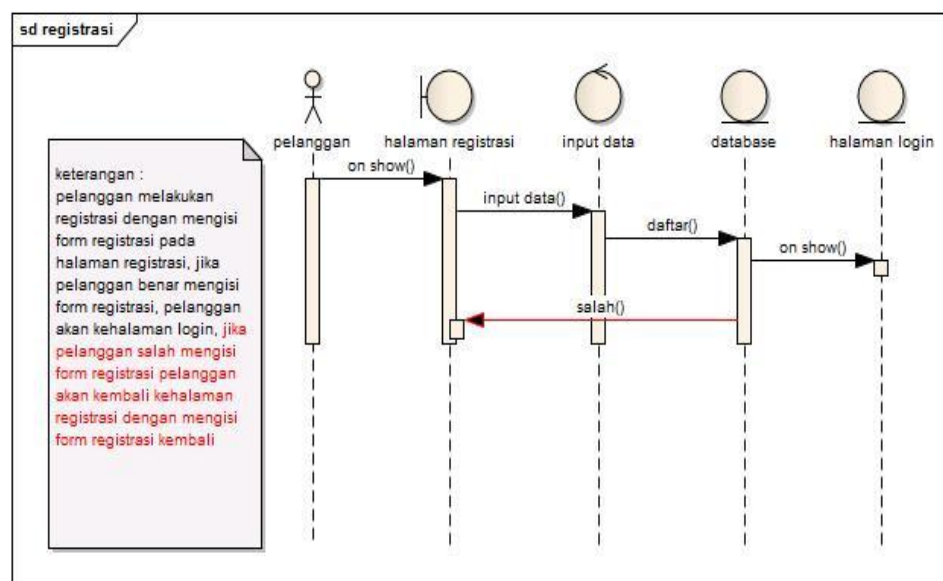 sd registrasi
pelanggan
halaman registrasi
input data
database
halaman login
keterangan :
pelanggan melakukan
registrasi dengan mengisi
form registrasi pada
halaman registrasi, jika
pelanggan benar mengisi
form registrasi, pelanggan
akan kehalaman login, jika
pelanggan salah mengisi
form registrasi pelanggan
akan kembali kehalaman
registrasi dengan mengisi
form registrasi kembali
on show()
input data()
daftar()
on show()
salah()